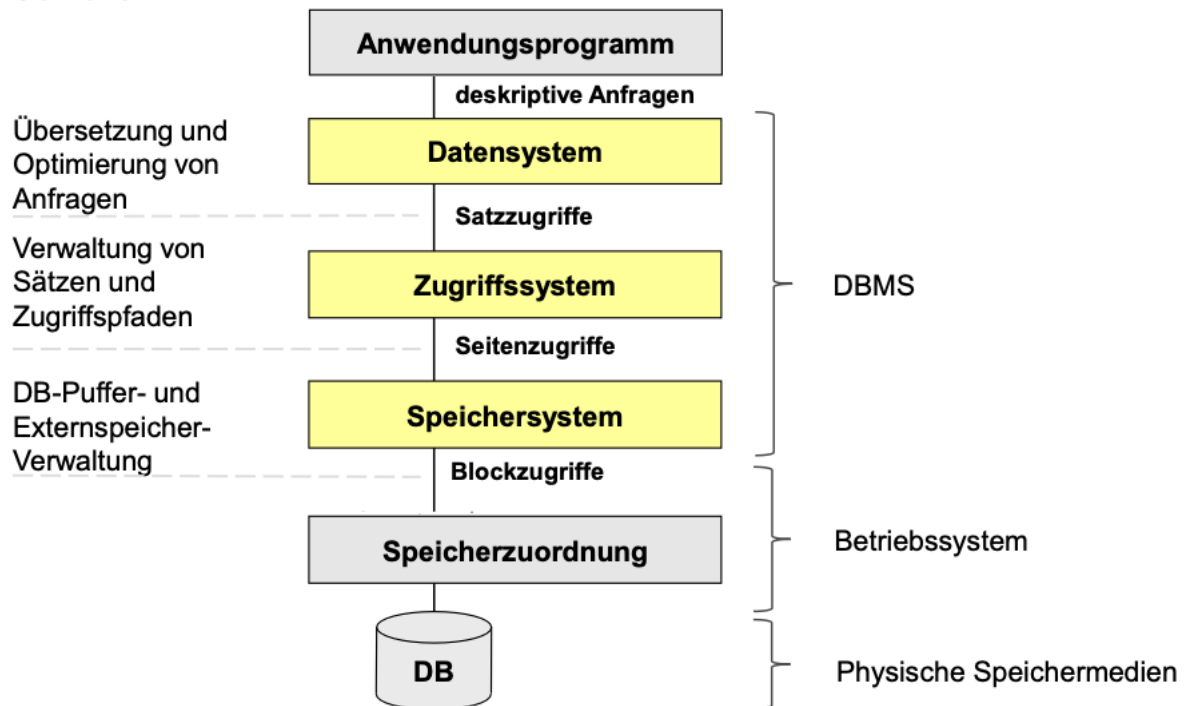 Anwendungsprogramm
deskriptive Anfragen
Übersetzung und
Optimierung von
Anfragen
Datensystem
Satzzugriffe
Verwaltung von
Sätzen und
Zugriffspfaden
Zugriffssystem
DBMS
Seitenzugriffe
DB-Puffer- und
Externspeicher-
Verwaltung
Speichersystem
Blockzugriffe
Speicherzuordnung
Betriebssystem
DB
Physische Speichermedien